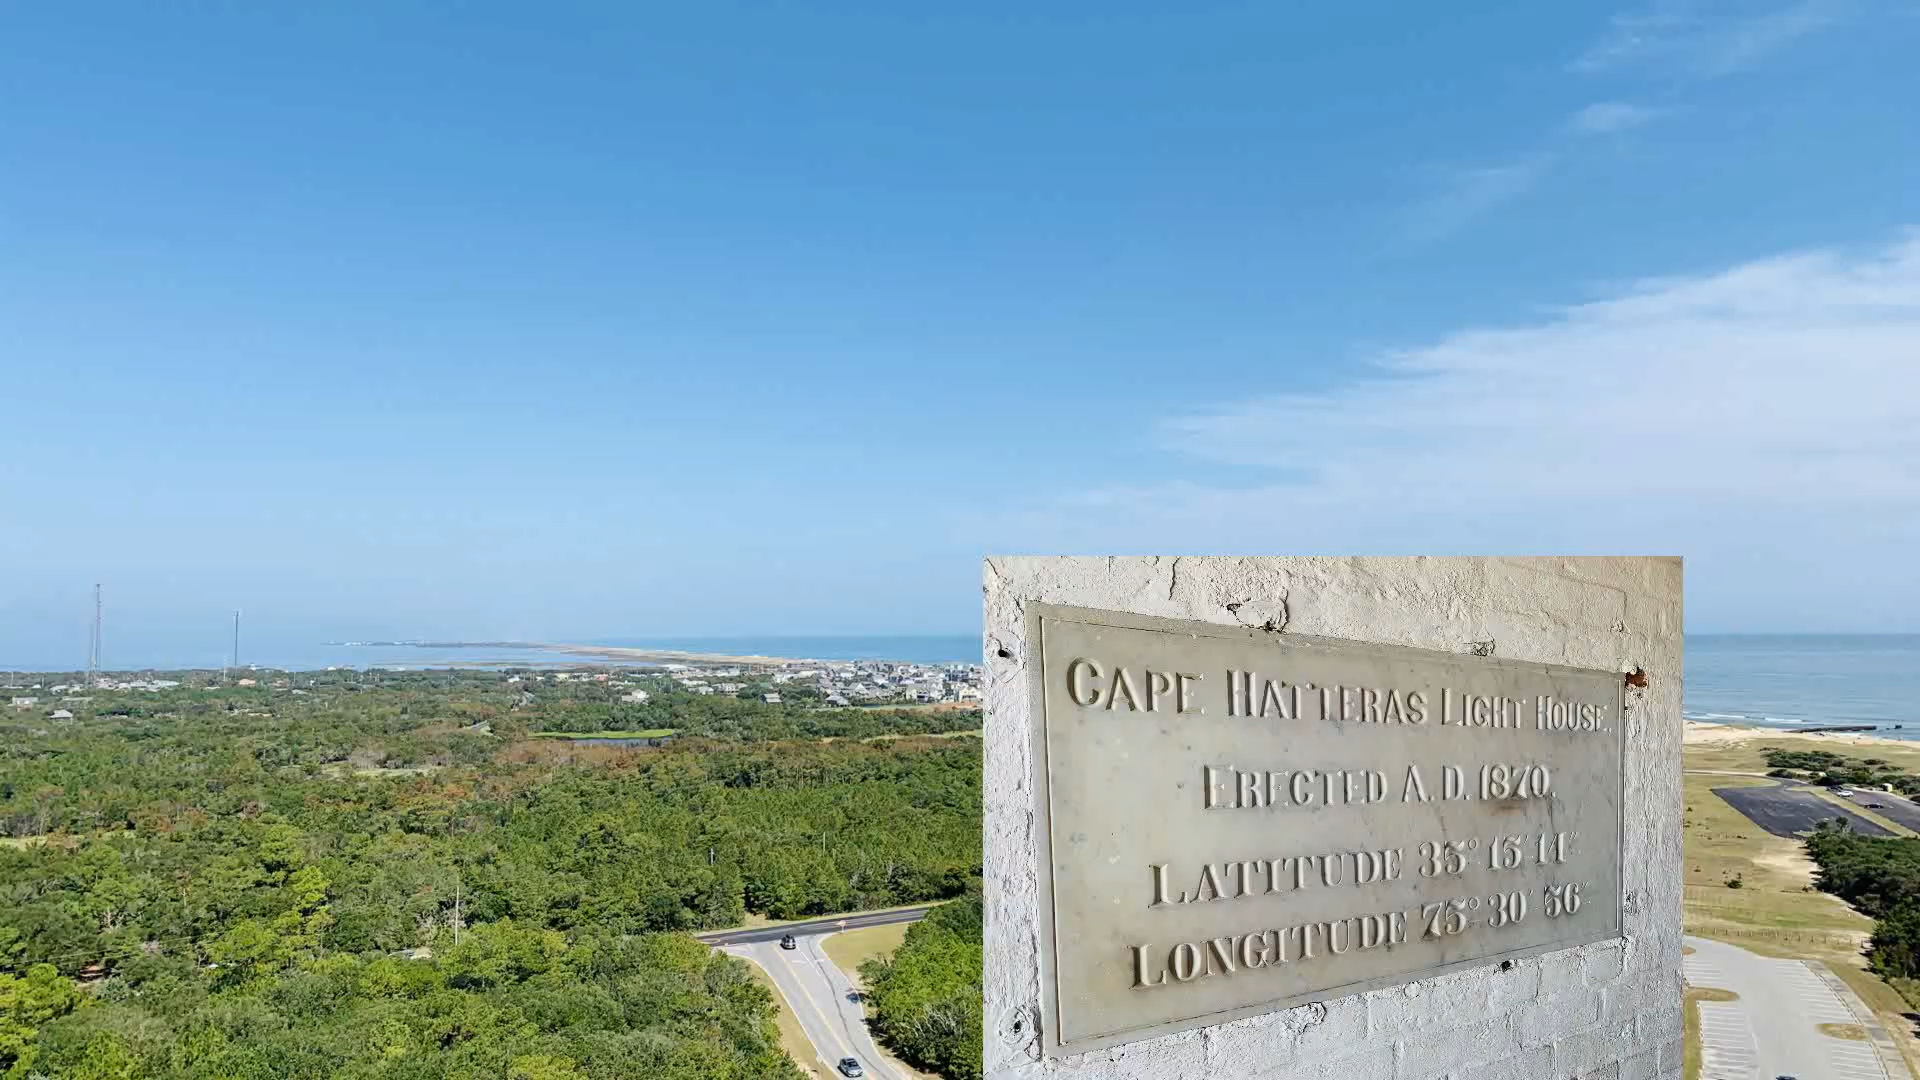 CAPE HATTERAS LIGHT HOUSE.
ERECTED A.D. 1870.
LATITUDE 35° 15' 14"
LONGITUDE 75° 30' 56"